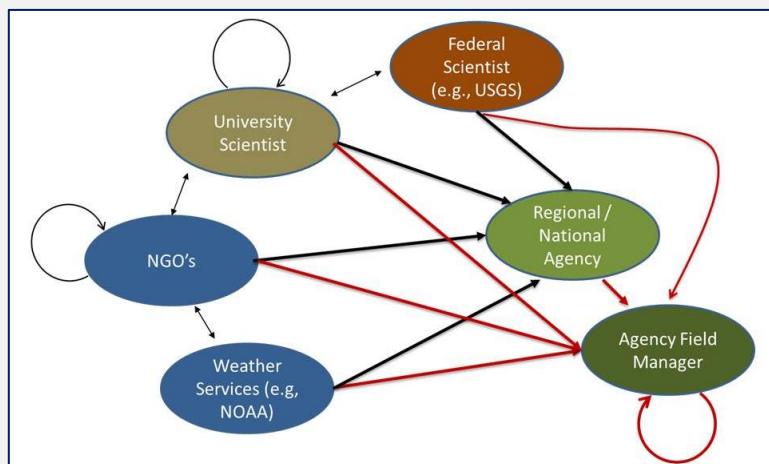 Federal
Scientist
(e.g., USGS)
University
Scientist
Regional /
National
Agency
NGO's
Agency Field
Manager
Weather
Services (e.g,
NOAA)